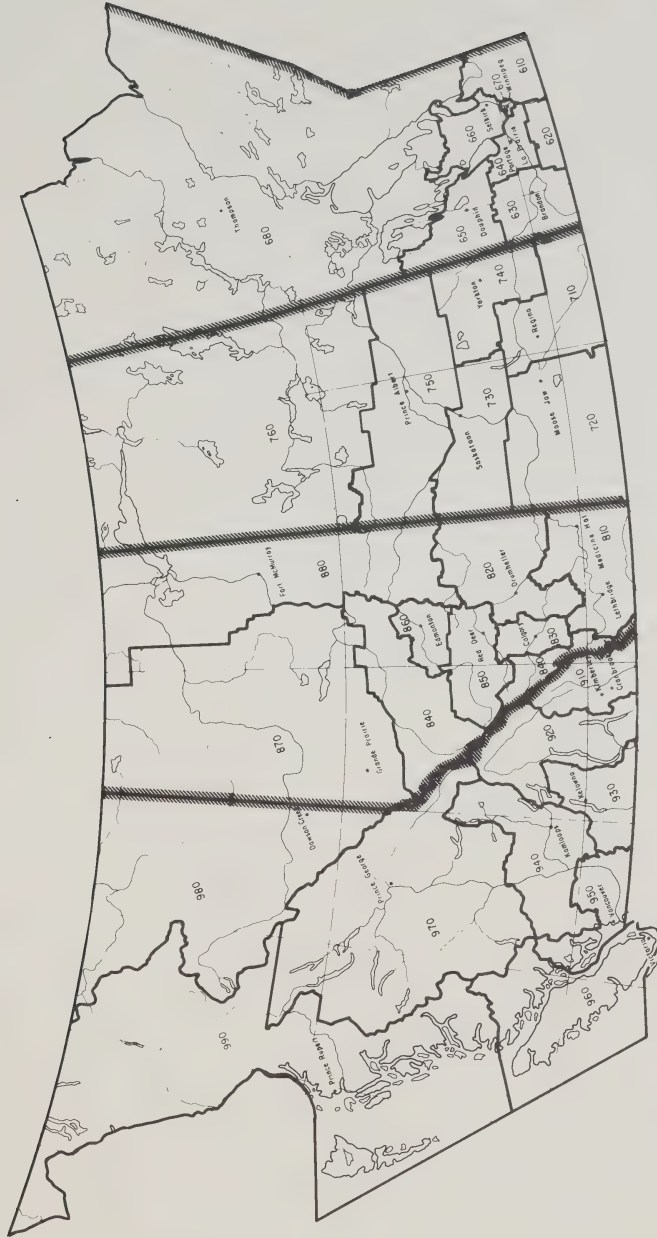 990
Prince Rupert
980
Dawson Creek
970
Prince George
940
Kamloops
950
Vancouver
960
Victoria
930
Kelowna
920
910
Kimberley
Cranbrook
870
Grande Prairie
840
850
Red Deer
860
Edmonton
840
830
Calgary
820
Drumheller
810
Medicine Hat
Lethbridge
880
Fort McMurray
760
750
Prince Albert
730
Saskatoon
720
Moose Jaw
740
Yorkton
Regina
710
680
Thompson
650
Dauphin
660
Selkirk
670
Winnipeg
610
640
Portage
La Prairie
620
630
Brandon